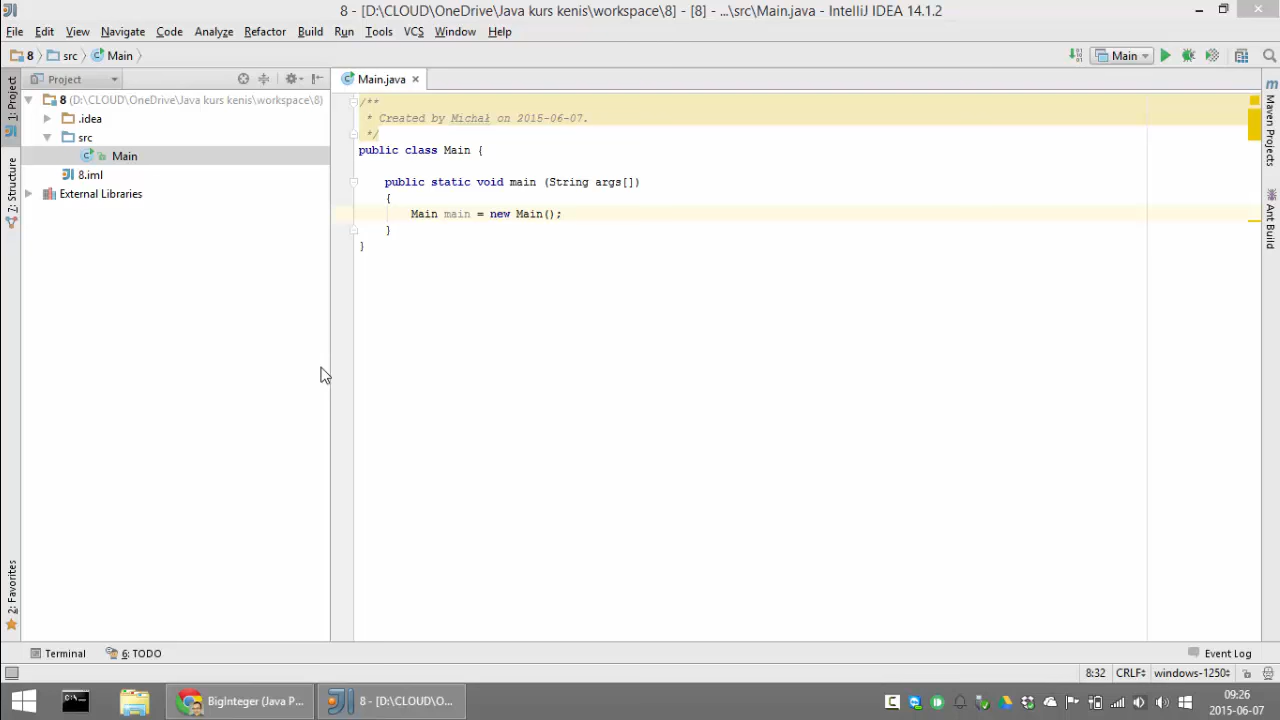 8 - [D:\CLOUD\OneDrive\Java kurs kenis\workspace\8] - [8] - ...\src\Main.java - IntelliJ IDEA 14.1.2
File Edit View Navigate Code Analyze Refactor Build Run Tools VCS Window Help
8 src Main
Main
Project
Main.java
1: Project
7: Structure
2: Favorites
8 (D:\CLOUD\OneDrive\Java kurs kenis\workspace\8)
.idea
src
Main
8.iml
External Libraries
/**
* Created by Michał on 2015-06-07.
*/
public class Main {
public static void main (String args[])
{
Main main = new Main();
}
}
Maven Projects
Ant Build
Terminal
6: TODO
Event Log
8:32 CRLF windows-1250
BigInteger (Java P...
8 - [D:\CLOUD\O...
09:26
2015-06-07